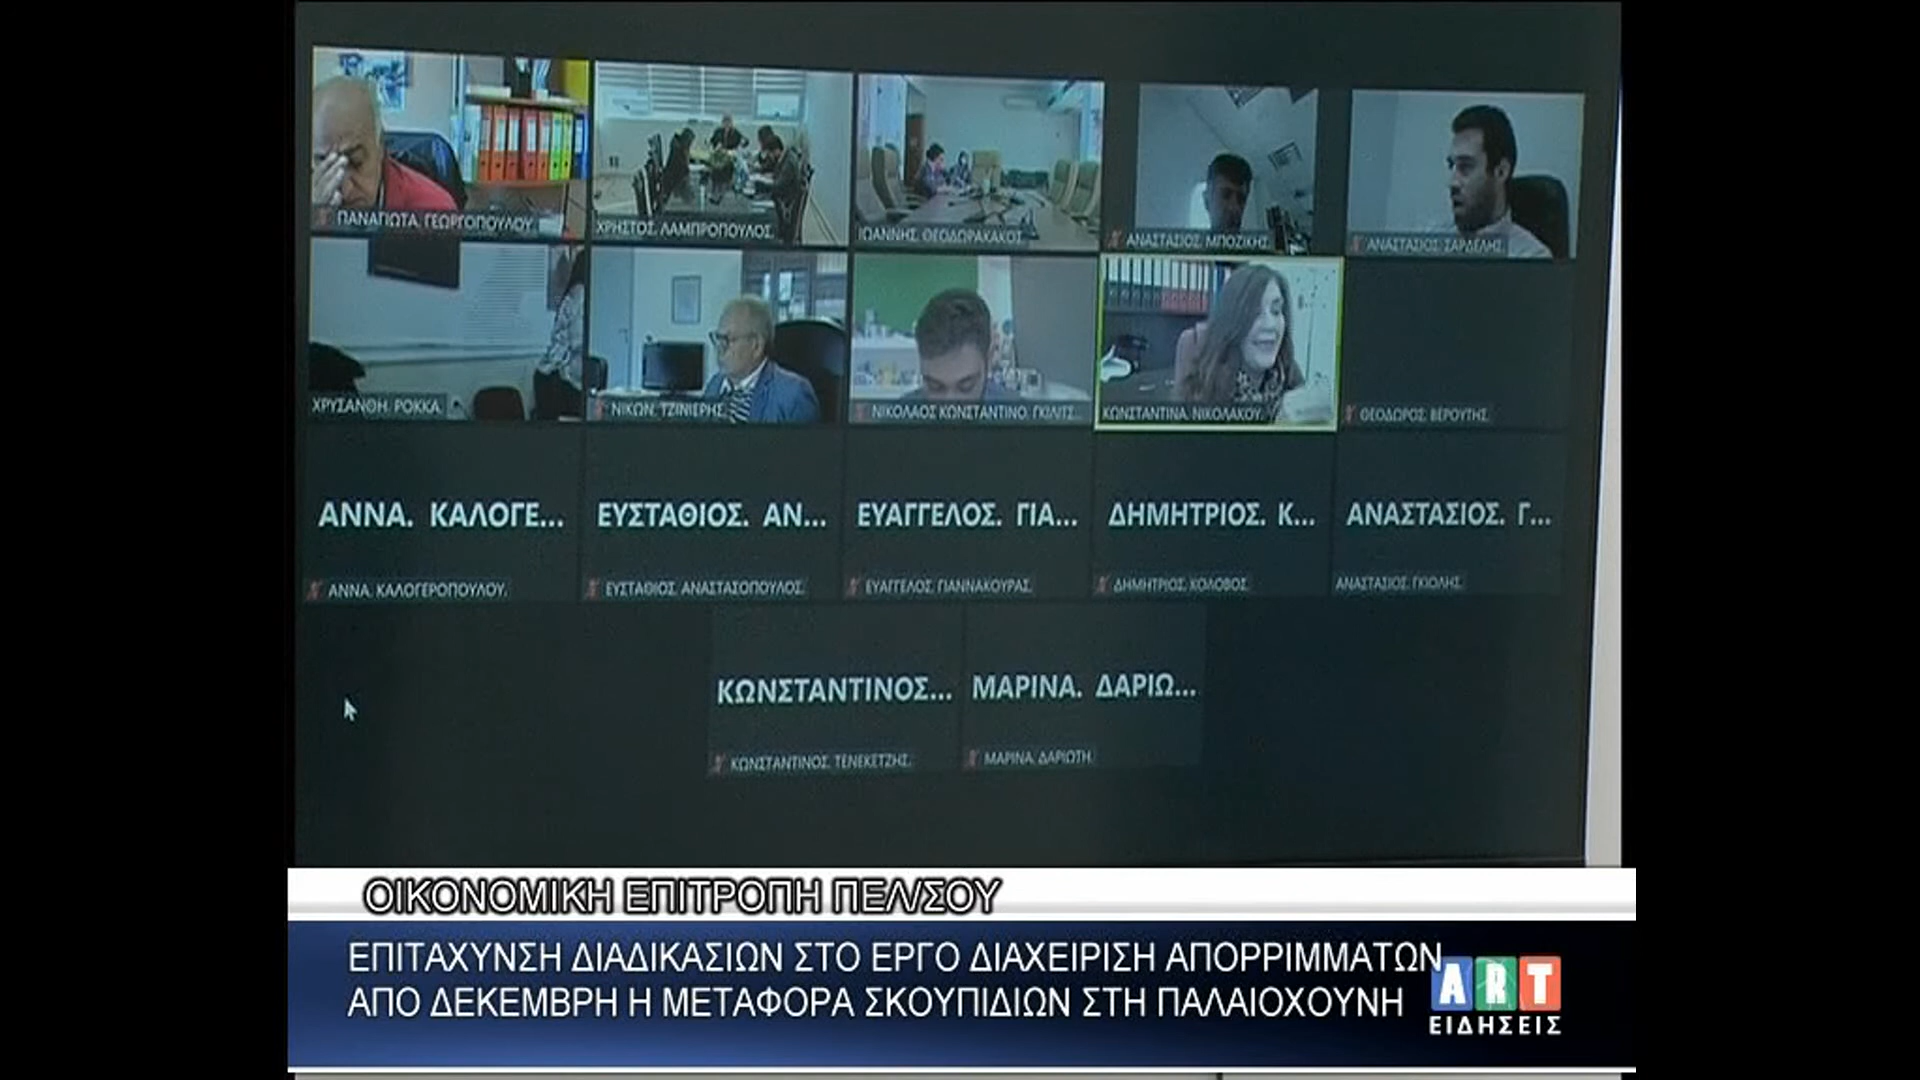 ΠΑΝΑΓΙΩΤΑ. ΓΕΩΡΓΟΠΟΥΛΟΥ.
ΧΡΗΣΤΟΣ. ΛΑΜΠΡΟΠΟΥΛΟΣ.
ΙΩΑΝΝΗΣ. ΘΕΟΔΩΡΑΚΑΚΟΣ.
ΑΝΑΣΤΑΣΙΟΣ. ΜΠΟΖΙΚΗΣ.
ΑΝΑΣΤΑΣΙΟΣ. ΣΑΡΔΕΛΗΣ.
ΧΡΥΣΑΝΘΗ. ΡΟΚΚΑ.
ΝΙΚΩΝ. ΤΖΙΝΙΕΡΗΣ.
ΝΙΚΟΛΑΟΣ ΚΩΝΣΤΑΝΤΙΝΟ. ΓΚΙΛΙΤΣ...
ΚΩΝΣΤΑΝΤΙΝΑ. ΝΙΚΟΛΑΚΟΥ.
ΘΕΟΔΩΡΟΣ. ΒΕΡΟΥΤΗΣ.
ΑΝΝΑ. ΚΑΛΟΓΕ...
ΕΥΣΤΑΘΙΟΣ. ΑΝ...
ΕΥΑΓΓΕΛΟΣ. ΓΙΑ...
ΔΗΜΗΤΡΙΟΣ. Κ...
ΑΝΑΣΤΑΣΙΟΣ. Γ...
ΑΝΝΑ. ΚΑΛΟΓΕΡΟΠΟΥΛΟΥ.
ΕΥΣΤΑΘΙΟΣ. ΑΝΑΣΤΑΣΟΠΟΥΛΟΣ.
ΕΥΑΓΓΕΛΟΣ. ΓΙΑΝΝΑΚΟΥΡΑΣ.
ΔΗΜΗΤΡΙΟΣ. ΚΟΛΟΒΟΣ.
ΑΝΑΣΤΑΣΙΟΣ. ΓΚΙΟΛΗΣ.
ΚΩΝΣΤΑΝΤΙΝΟΣ...
ΜΑΡΙΝΑ. ΔΑΡΙΩ...
ΚΩΝΣΤΑΝΤΙΝΟΣ. ΤΕΝΕΚΕΤΖΗΣ.
ΜΑΡΙΝΑ. ΔΑΡΙΩΤΗ.
ΟΙΚΟΝΟΜΙΚΗ ΕΠΙΤΡΟΠΗ ΠΕΛ/ΣΟΥ
ΕΠΙΤΑΧΥΝΣΗ ΔΙΑΔΙΚΑΣΙΩΝ ΣΤΟ ΕΡΓΟ ΔΙΑΧΕΙΡΙΣΗ ΑΠΟΡΡΙΜΜΑΤΩΝ
ΑΠΟ ΔΕΚΕΜΒΡΗ Η ΜΕΤΑΦΟΡΑ ΣΚΟΥΠΙΔΙΩΝ ΣΤΗ ΠΑΛΑΙΟΧΟΥΝΗ
ART
ΕΙΔΗΣΕΙΣ